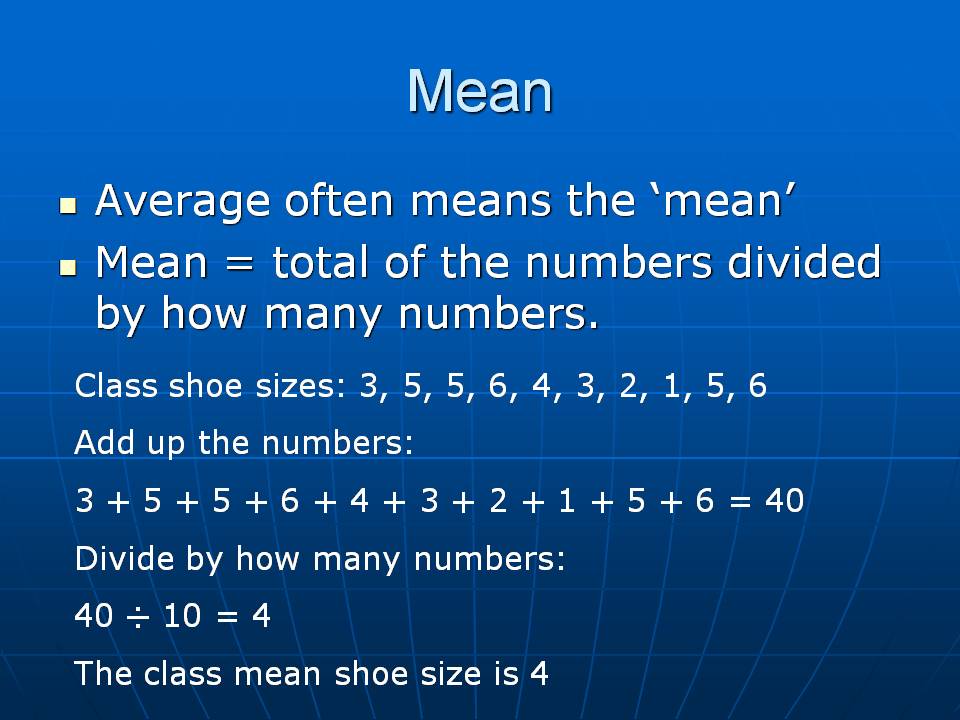 Mean
Average often means the ‘mean’
Mean = total of the numbers divided
by how many numbers.
Class shoe sizes: 3, 5, 5, 6, 4, 3, 2, 1, 5, 6
Add up the numbers:
3 + 5 + 5 + 6 + 4 + 3 + 2 + 1 + 5 + 6 = 40
Divide by how many numbers:
40 ÷ 10 = 4
The class mean shoe size is 4